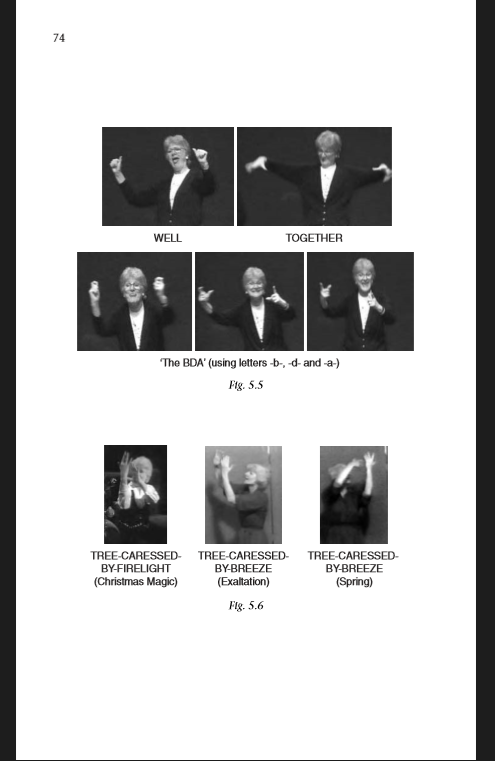 74
WELL
TOGETHER
‘The BDA’ (using letters -b-, -d- and -a-)
Fig. 5.5
TREE-CARESSED-
BY-FIRELIGHT
(Christmas Magic)
TREE-CARESSED-
BY-BREEZE
(Exaltation)
TREE-CARESSED-
BY-BREEZE
(Spring)
Fig. 5.6